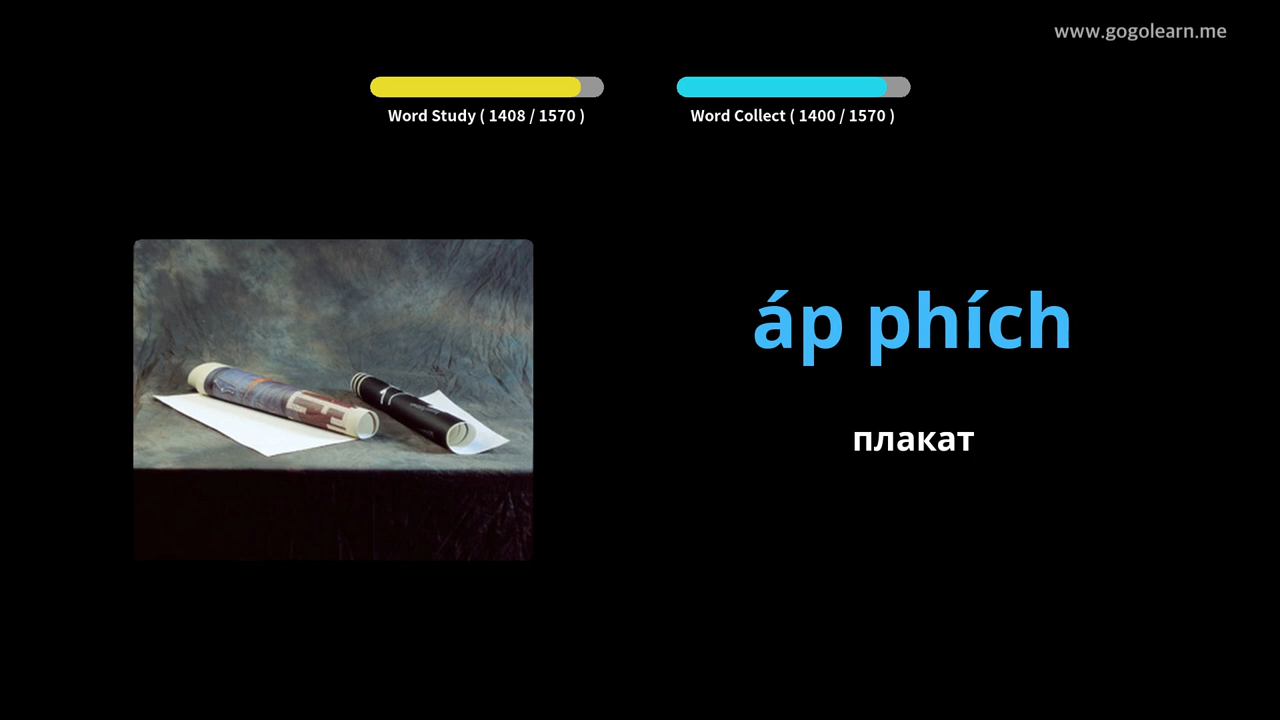 www.gogolearn.me
Word Study ( 1408 / 1570 )
Word Collect ( 1400 / 1570 )
áp phích
плакат